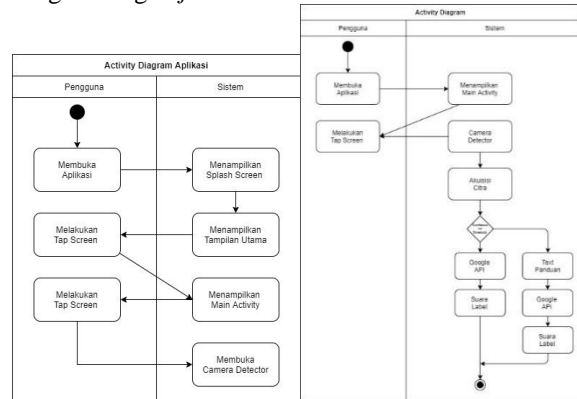 Activity Diagram Aplikasi
Pengguna
Sistem
Membuka
Aplikasi
Menampilkan
Splash Screen
Melakukan
Tap Screen
Menampilkan
Tampilan Utama
Melakukan
Tap Screen
Menampilkan
Main Activity
Membuka
Camera Detector
Activity Diagram
Pengguna
Sistem
Membuka
Aplikasi
Menampilkan
Main Activity
Melakukan
Tap Screen
Camera
Detector
Akuisisi
Citra
Google
API
Text
Panduan
Suara
Label
Google
API
Suara
Label